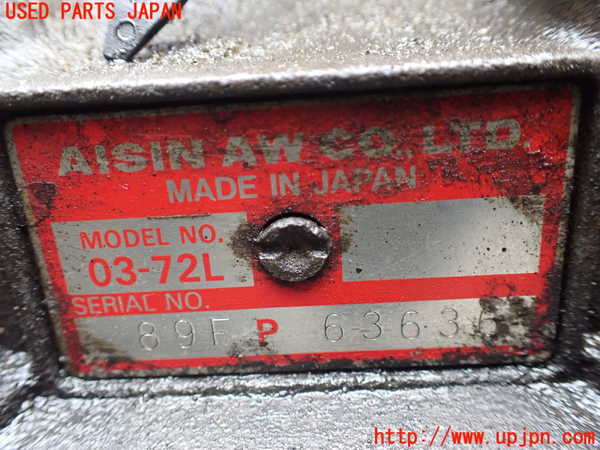 USED PARTS JAPAN
AISIN AW CO., LTD.
MADE IN JAPAN
MODEL NO.
03-72L
SERIAL NO.
89F P 63636
http://www.upjpn.com